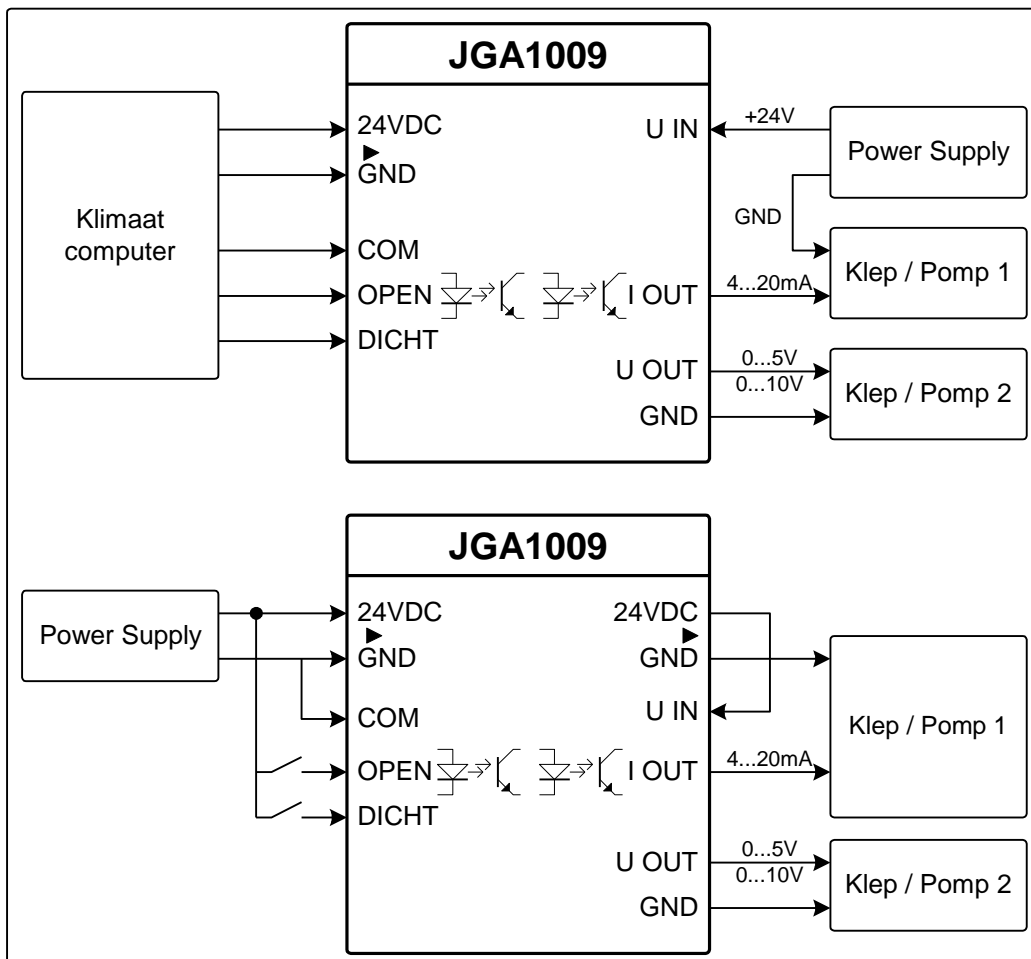 JGA1009
Klimaat
computer
24VDC
GND
COM
OPEN
DICHT
U IN
I OUT
U OUT
GND
+24V
GND
4...20mA
0...5V
0...10V
Power Supply
Klep / Pomp 1
Klep / Pomp 2
JGA1009
Power Supply
24VDC
GND
COM
OPEN
DICHT
24VDC
GND
U IN
I OUT
U OUT
GND
4...20mA
0...5V
0...10V
Klep / Pomp 1
Klep / Pomp 2